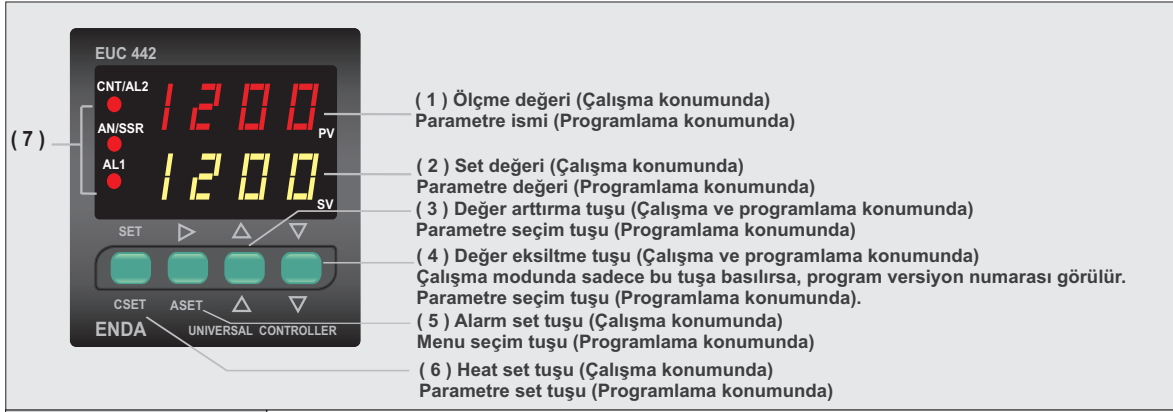 EUC 442
CNT/AL2
1200
PV
( 7 )
AN/SSR
AL1
1200
SV
SET
CSET ASET
ENDA UNIVERSAL CONTROLLER
( 1 ) Ölçme değeri (Çalışma konumunda)
Parametre ismi (Programlama konumunda)
( 2 ) Set değeri (Çalışma konumunda)
Parametre değeri (Programlama konumunda)
( 3 ) Değer arttırma tuşu (Çalışma ve programlama konumunda)
Parametre seçim tuşu (Programlama konumunda)
( 4 ) Değer eksiltme tuşu (Çalışma ve programlama konumunda)
Çalışma modunda sadece bu tuşa basılırsa, program versiyon numarası görülür.
Parametre seçim tuşu (Programlama konumunda).
( 5 ) Alarm set tuşu (Çalışma konumunda)
Menu seçim tuşu (Programlama konumunda)
( 6 ) Heat set tuşu (Çalışma konumunda)
Parametre set tuşu (Programlama konumunda)